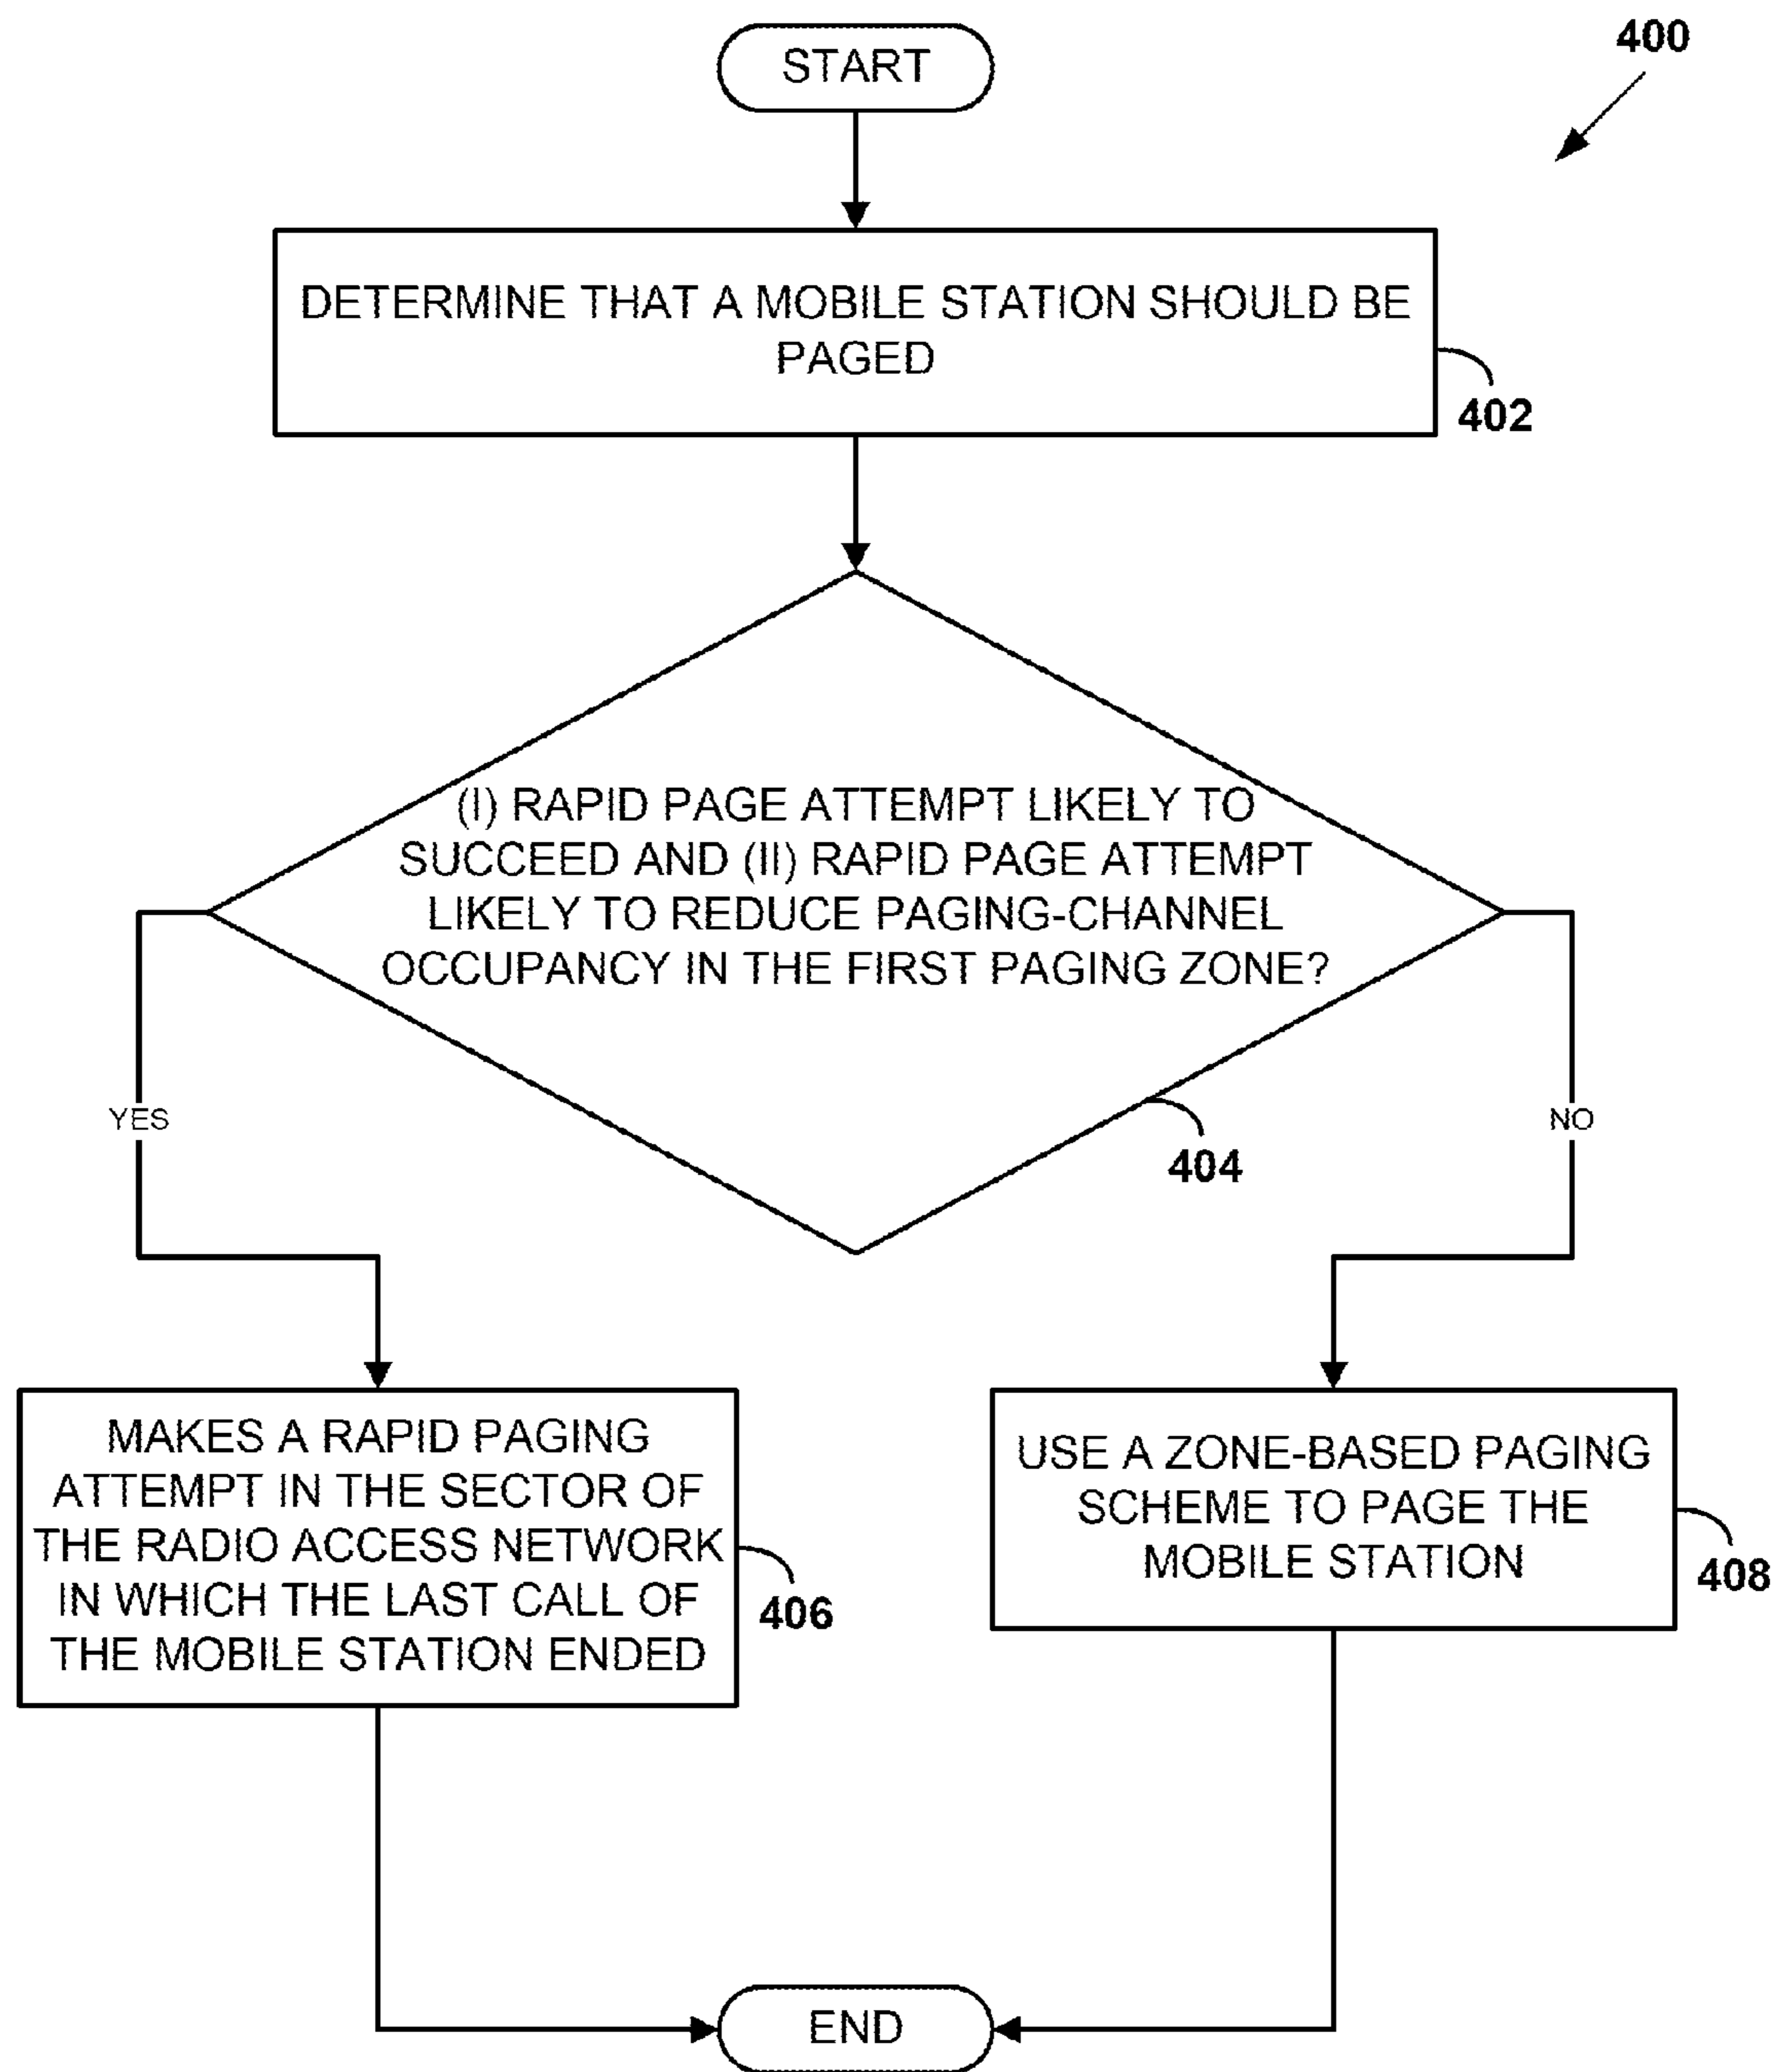 400
START
DETERMINE THAT A MOBILE STATION SHOULD BE
PAGED
402
(I) RAPID PAGE ATTEMPT LIKELY TO
SUCCEED AND (II) RAPID PAGE ATTEMPT
LIKELY TO REDUCE PAGING-CHANNEL
OCCUPANCY IN THE FIRST PAGING ZONE?
404
YES
NO
MAKES A RAPID PAGING
ATTEMPT IN THE SECTOR OF
THE RADIO ACCESS NETWORK
IN WHICH THE LAST CALL OF
THE MOBILE STATION ENDED
406
USE A ZONE-BASED PAGING
SCHEME TO PAGE THE
MOBILE STATION
408
END